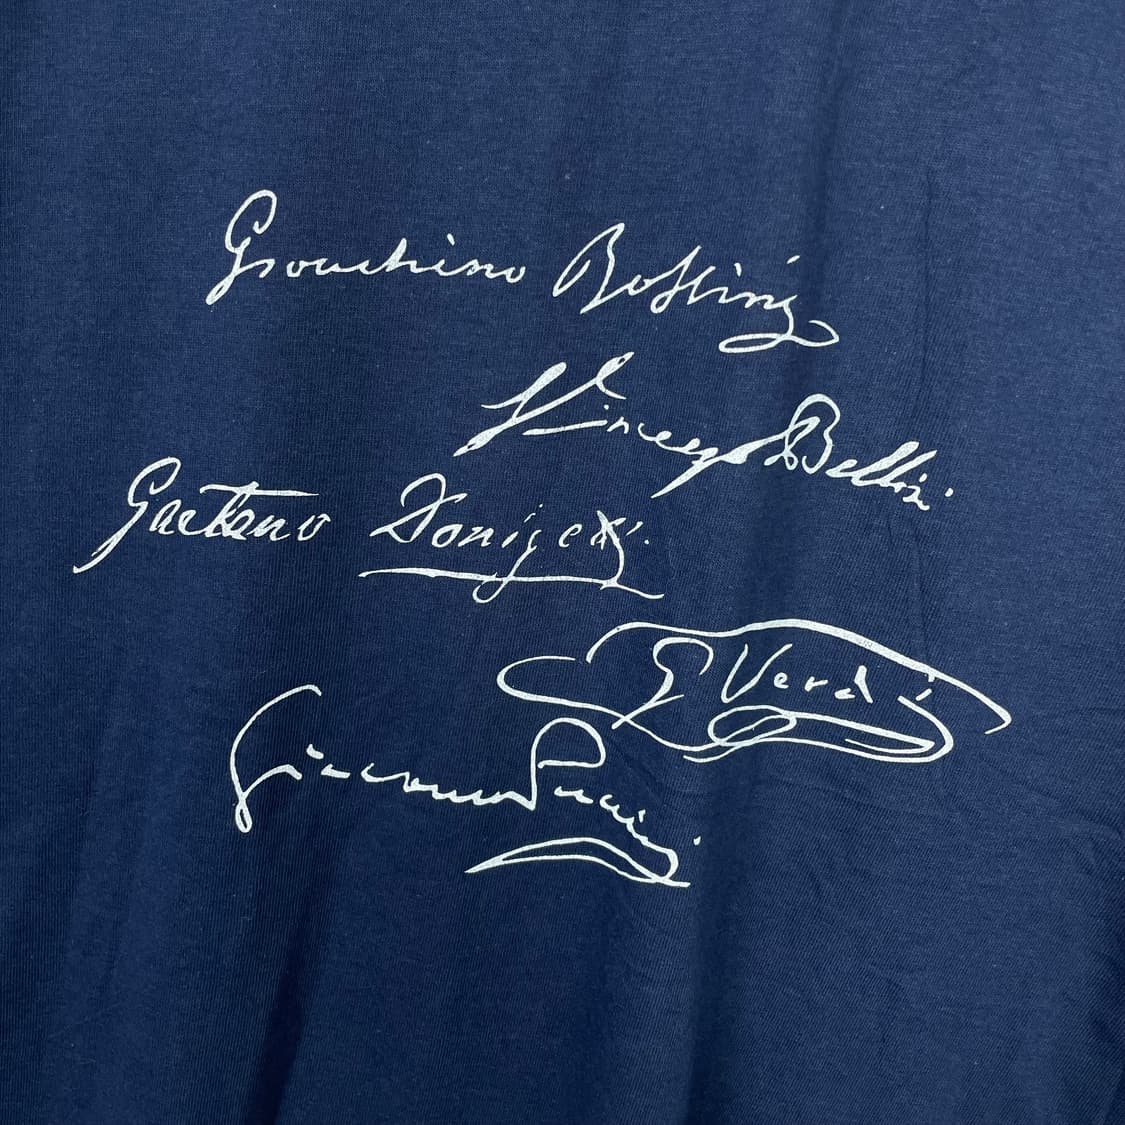 Gioachino Rossini
Vincenzo Bellini
Gaetano Donizetti
G Verdi
Giacomo Puccini